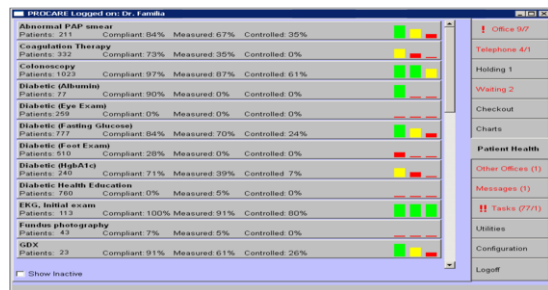 PROCARE Logged on: Dr. Familia
Abnormal PAP smear
Patients: 211 Compliant: 84% Measured: 67% Controlled: 35%
Coagulation Therapy
Patients: 332 Compliant: 73% Measured: 35% Controlled: 0%
Colonoscopy
Patients: 1023 Compliant: 97% Measured: 87% Controlled: 61%
Diabetic (Albumin)
Patients: 77 Compliant: 90% Measured: 0% Controlled: 0%
Diabetic (Eye Exam)
Patients: 259 Compliant: 0% Measured: 0% Controlled: 0%
Diabetic (Fasting Glucose)
Patients: 777 Compliant: 84% Measured: 70% Controlled: 24%
Diabetic (Foot Exam)
Patients: 510 Compliant: 28% Measured: 0% Controlled: 0%
Diabetic (HgbA1c)
Patients: 240 Compliant: 71% Measured: 39% Controlled: 7%
Diabetic Health Education
Patients: 760 Compliant: 0% Measured: 5% Controlled: 0%
EKG, Initial exam
Patients: 113 Compliant: 100% Measured: 91% Controlled: 80%
Fundus photography
Patients: 43 Compliant: 7% Measured: 5% Controlled: 0%
GDX
Patients: 23 Compliant: 91% Measured: 61% Controlled: 26%
Show Inactive
! Office 9/7
Telephone 4/1
Holding 1
Waiting 2
Checkout
Charts
Patient Health
Other Offices (1)
Messages (1)
!! Tasks (77/1)
Utilities
Configuration
Logoff